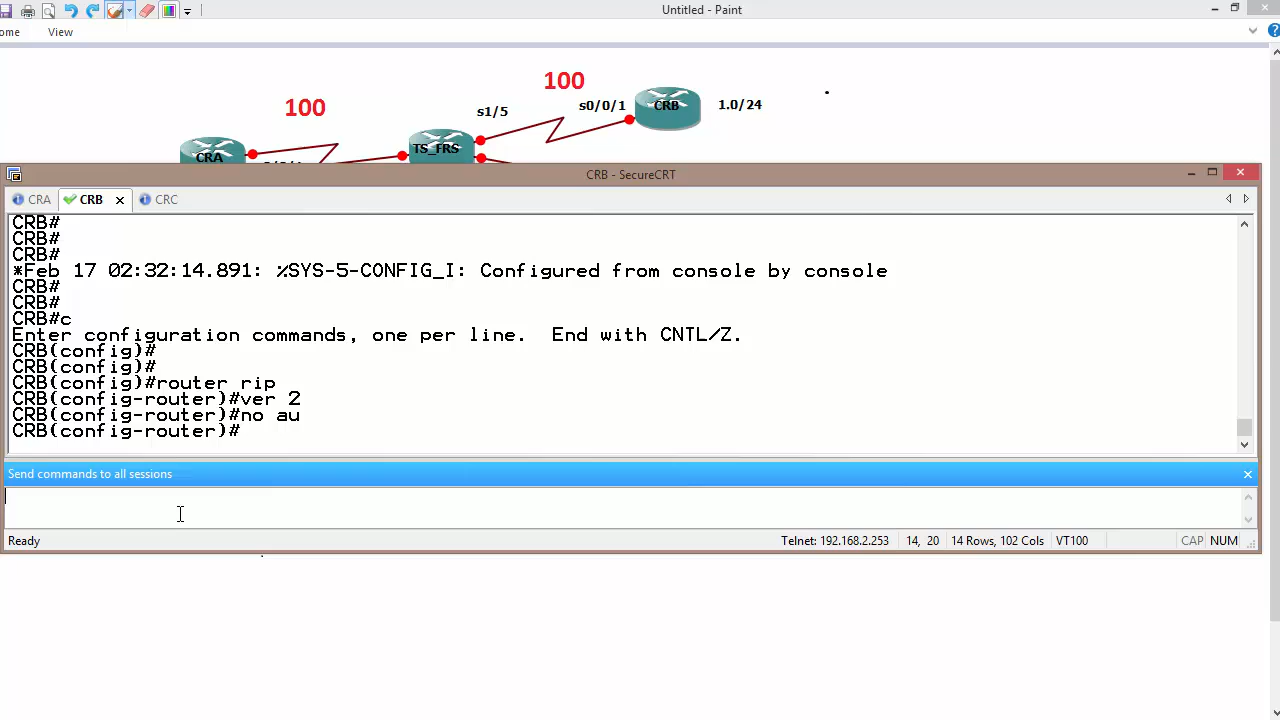 Untitled - Paint
ome View
100
100
s1/5
s0/0/1
CRB
1.0/24
CRA
TS_FRS
CRB - SecureCRT
CRA CRB CRC
CRB#
CRB#
CRB#
*Feb 17 02:32:14.891: %SYS-5-CONFIG_I: Configured from console by console
CRB#
CRB#
CRB#c
Enter configuration commands, one per line.  End with CNTL/Z.
CRB(config)#
CRB(config)#
CRB(config)#router rip
CRB(config-router)#ver 2
CRB(config-router)#no au
CRB(config-router)#
Send commands to all sessions
Ready Telnet: 192.168.2.253 14, 20 14 Rows, 102 Cols VT100 CAP NUM